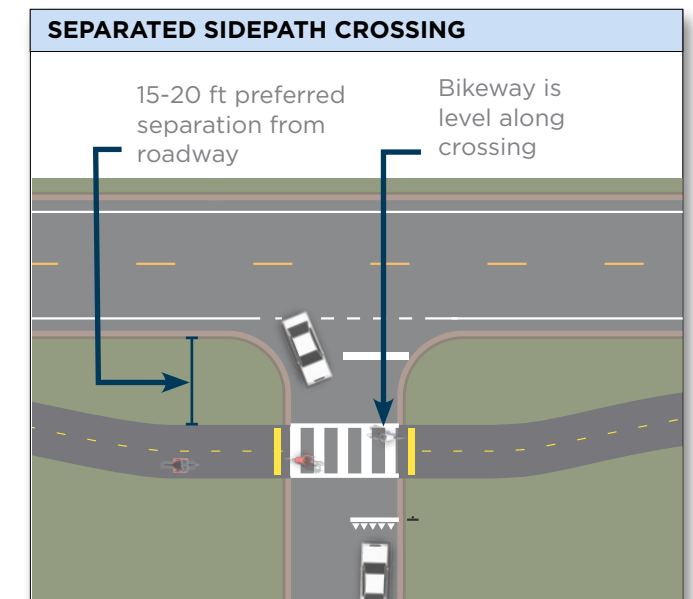 SEPARATED SIDEPATH CROSSING
15-20 ft preferred
separation from
roadway
Bikeway is
level along
crossing